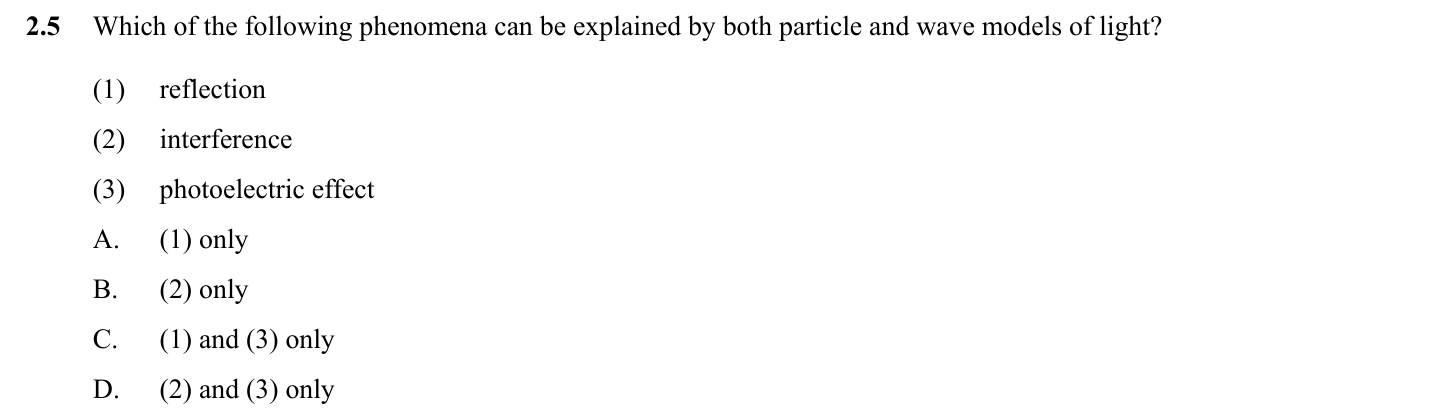 2.5 Which of the following phenomena can be explained by both particle and wave models of light?
(1) reflection
(2) interference
(3) photoelectric effect
A. (1) only
B. (2) only
C. (1) and (3) only
D. (2) and (3) only